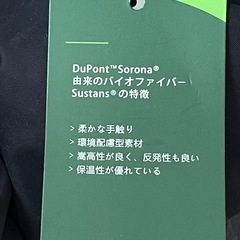 DuPont™Sorona®
由来のバイオファイバー
Sustans®の特徴
> 柔かな手触り
> 環境配慮型素材
> 嵩高性が良く、反発性も良い
> 保温性が優れている